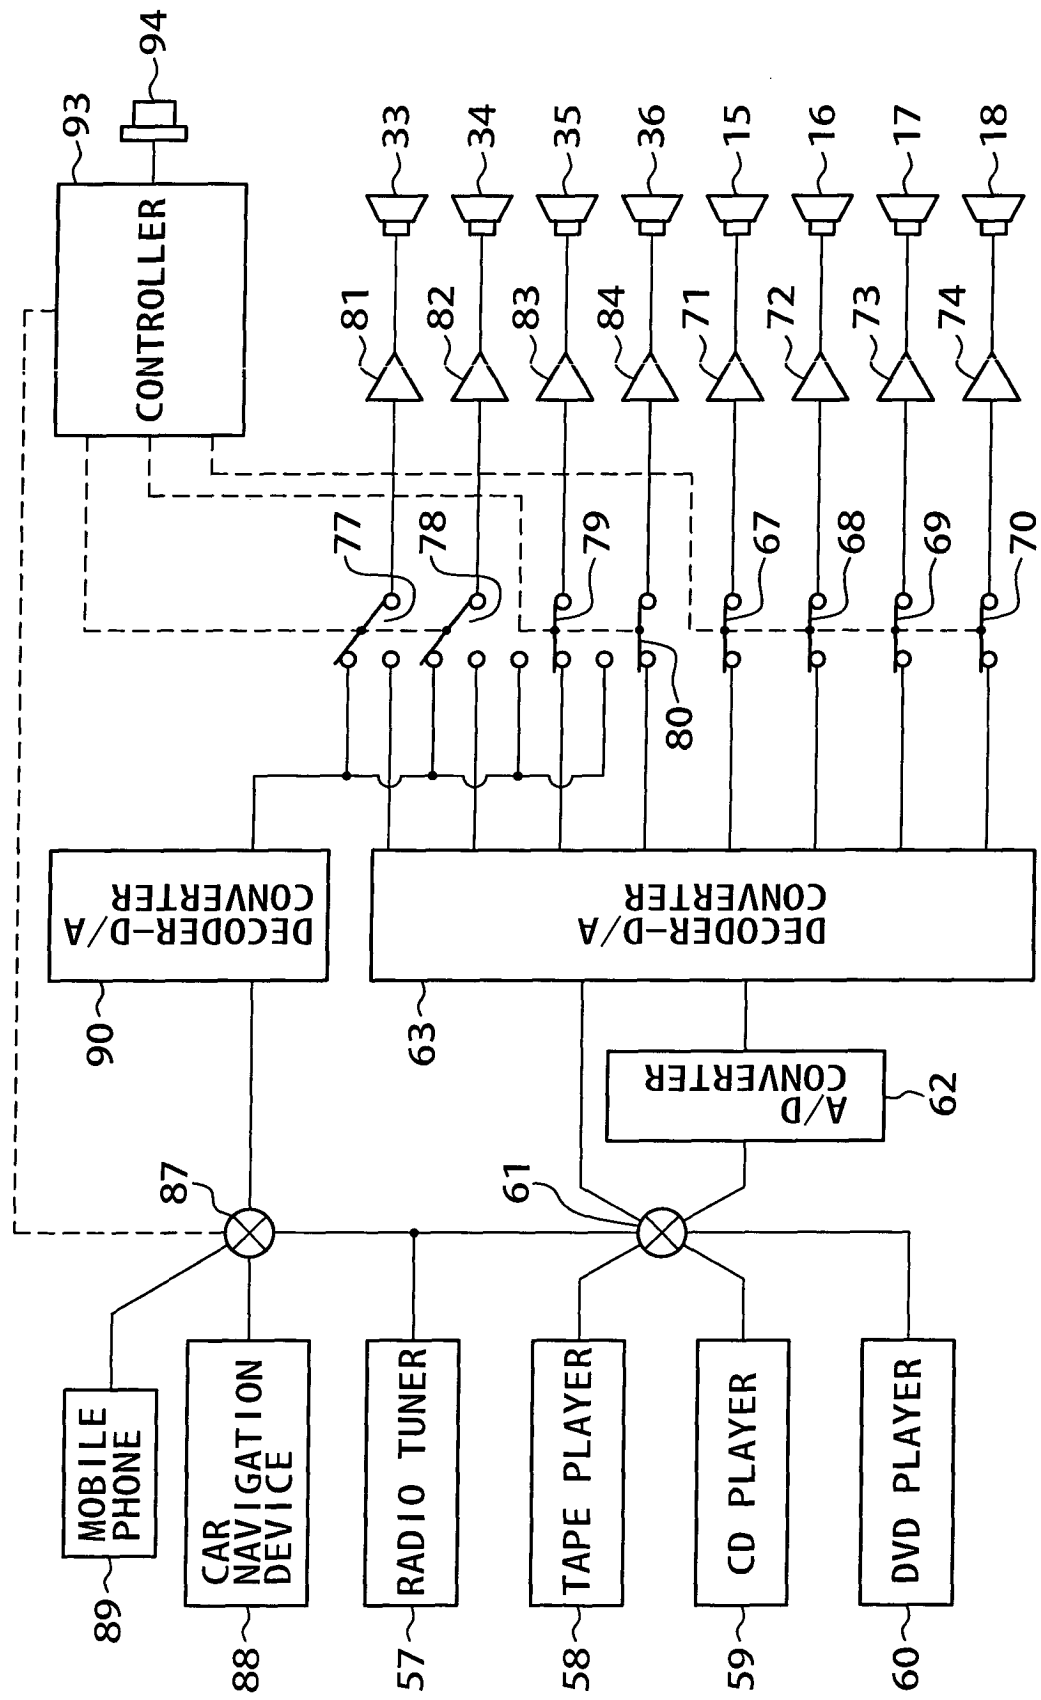 94
93
CONTROLLER
33
34
35
36
15
16
17
18
81
82
83
84
71
72
73
74
77
78
79
80
67
68
69
70
DECODER-D/A
CONVERTER
90
DECODER-D/A
CONVERTER
63
A/D
CONVERTER
62
87
61
MOBILE
PHONE
89
CAR
NAVIGATION
DEVICE
88
RADIO TUNER
57
TAPE PLAYER
58
CD PLAYER
59
DVD PLAYER
60